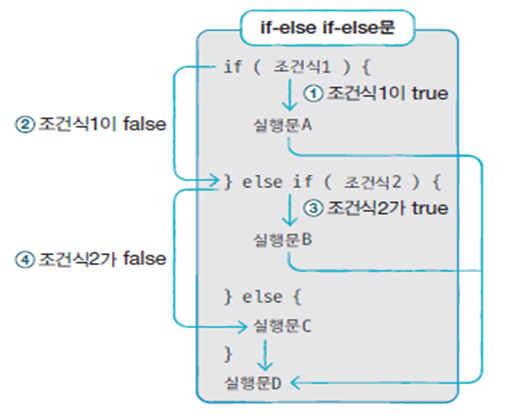 if-else if-else문
if ( 조건식1 ) {
① 조건식1이 true
② 조건식1이 false
실행문A
} else if ( 조건식2 ) {
③ 조건식2가 true
실행문B
④ 조건식2가 false
} else {
실행문C
}
실행문D